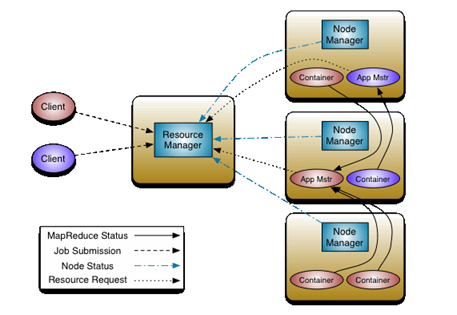 Node
Manager
Container
App Mstr
Client
Resource
Manager
Client
Node
Manager
App Mstr
Container
Node
Manager
Container
Container
MapReduce Status
Job Submission
Node Status
Resource Request